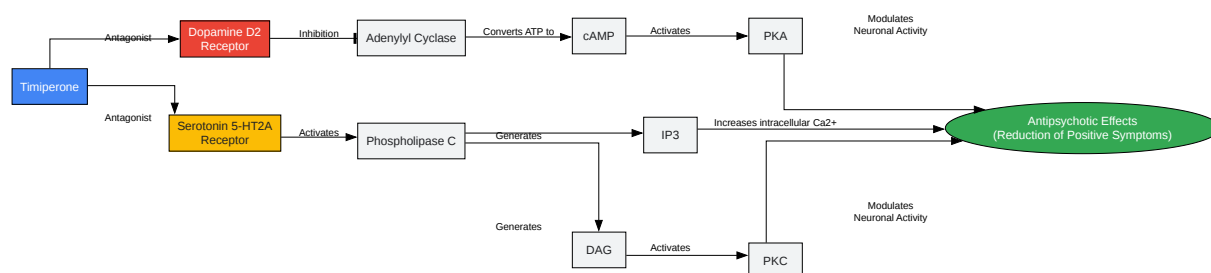 Modulates
Neuronal Activity
Antagonist
Dopamine D2
Receptor
Inhibition
Adenylyl Cyclase
Converts ATP to
cAMP
Activates
PKA
Timiperone
Antagonist
Serotonin 5-HT2A
Receptor
Activates
Phospholipase C
Generates
IP3
Increases intracellular Ca2+
Antipsychotic Effects
(Reduction of Positive Symptoms)
Modulates
Neuronal Activity
Generates
DAG
Activates
PKC